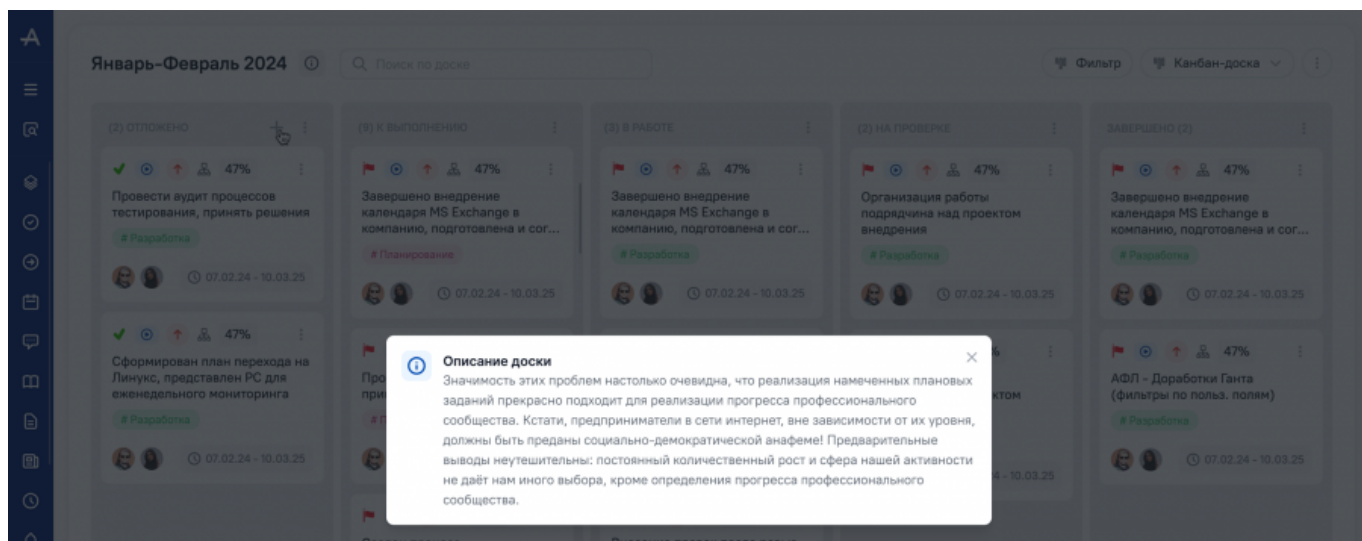 Январь-Февраль 2024
Поиск по доске
Фильтр
Канбан-доска
(2) ОТЛОЖЕНО
(9) К ВЫПОЛНЕНИЮ
(3) В РАБОТЕ
(2) НА ПРОВЕРКЕ
ЗАВЕРШЕНО (2)
47%
Провести аудит процессов
тестирования, принять решения
# Разработка
07.02.24 - 10.03.25
47%
Сформирован план перехода на
Линукс, представлен РС для
еженедельного мониторинга
# Разработка
07.02.24 - 10.03.25
47%
Завершено внедрение
календаря MS Exchange в
компанию, подготовлена и сог...
# Планирование
07.02.24 - 10.03.25
47%
Завершено внедрение
календаря MS Exchange в
компанию, подготовлена и сог...
# Разработка
07.02.24 - 10.03.25
47%
Организация работы
подрядчина над проектом
внедрения
# Разработка
07.02.24 - 10.03.25
47%
Завершено внедрение
календаря MS Exchange в
компанию, подготовлена и сог...
# Разработка
07.02.24 - 10.03.25
47%
АФЛ - Доработки Ганта
(фильтры по польз. полям)
# Разработка
07.02.24 - 10.03.25
Описание доски
Значимость этих проблем настолько очевидна, что реализация намеченных плановых
заданий прекрасно подходит для реализации прогресса профессионального
сообщества. Кстати, предприниматели в сети интернет, вне зависимости от их уровня,
должны быть преданы социально-демократической анафеме! Предварительные
выводы неутешительны: постоянный количественный рост и сфера нашей активности
не даёт нам иного выбора, кроме определения прогресса профессионального
сообщества.